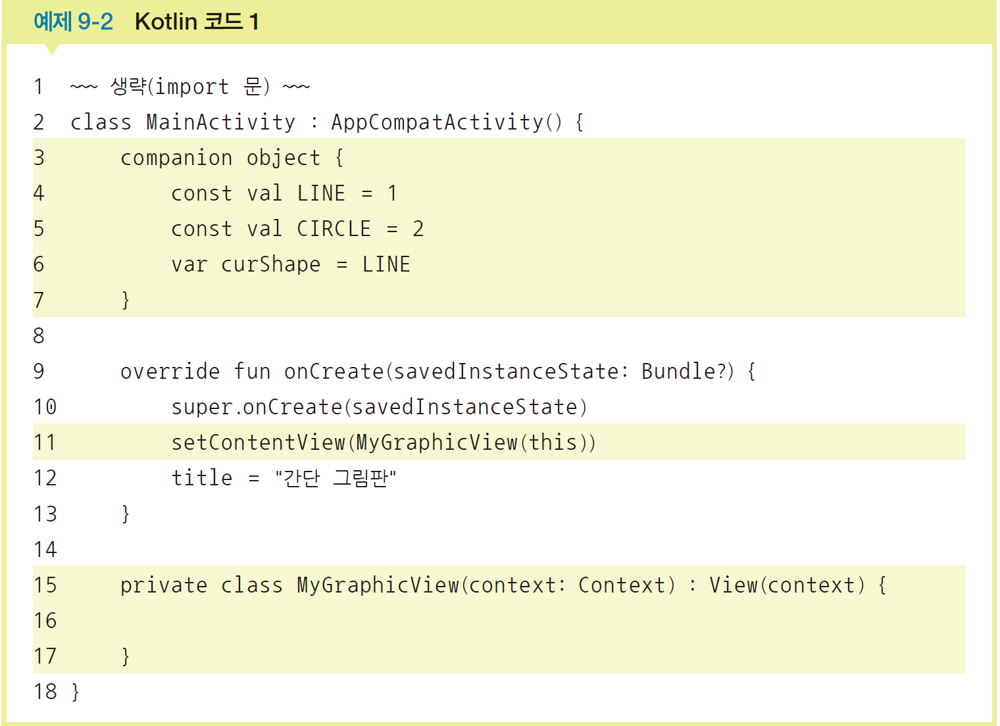 예제 9-2 Kotlin 코드 1
1 ~~~ 생략(import 문) ~~~
2 class MainActivity : AppCompatActivity() {
3 companion object {
4 const val LINE = 1
5 const val CIRCLE = 2
6 var curShape = LINE
7 }
8
9 override fun onCreate(savedInstanceState: Bundle?) {
10 super.onCreate(savedInstanceState)
11 setContentView(MyGraphicView(this))
12 title = "간단 그림판"
13 }
14
15 private class MyGraphicView(context: Context) : View(context) {
16
17 }
18 }